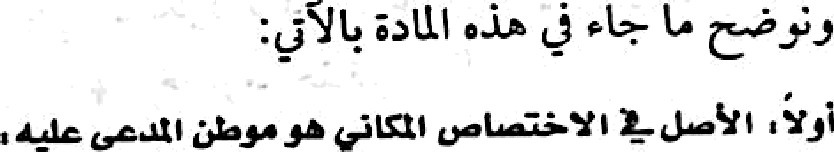 ونوضح ما جاء في هذه المادة بالآتي:
أولاً: الأصل في الاختصاص المكاني هو موطن المدعى عليه: